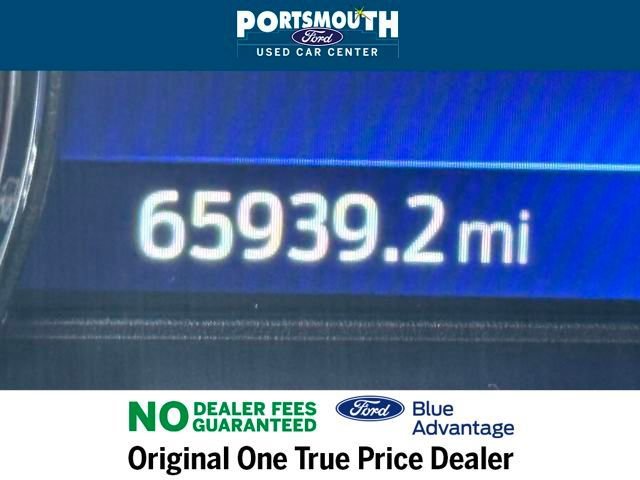 PORTSMOUTH
Ford
USED CAR CENTER
65939.2 mi
NO DEALER FEES
GUARANTEED
Ford
Blue
Advantage
Original One True Price Dealer